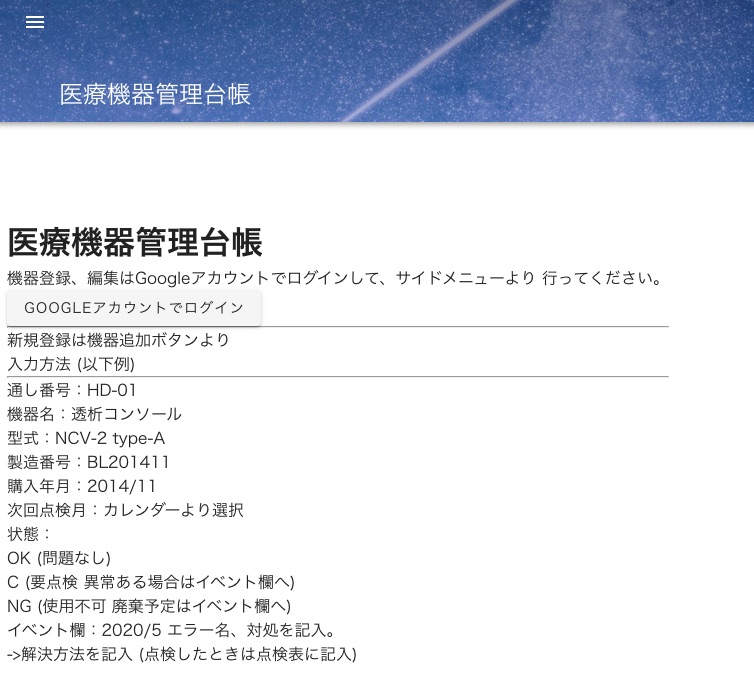 医療機器管理台帳
医療機器管理台帳
機器登録、編集はGoogleアカウントでログインして、サイドメニューより 行ってください。
GOOGLEアカウントでログイン
新規登録は機器追加ボタンより
入力方法 (以下例)
通し番号：HD-01
機器名：透析コンソール
型式：NCV-2 type-A
製造番号：BL201411
購入年月：2014/11
次回点検月：カレンダーより選択
状態：
OK (問題なし)
C (要点検 異常ある場合はイベント欄へ)
NG (使用不可 廃棄予定はイベント欄へ)
イベント欄：2020/5 エラー名、対処を記入。
->解決方法を記入 (点検したときは点検表に記入)